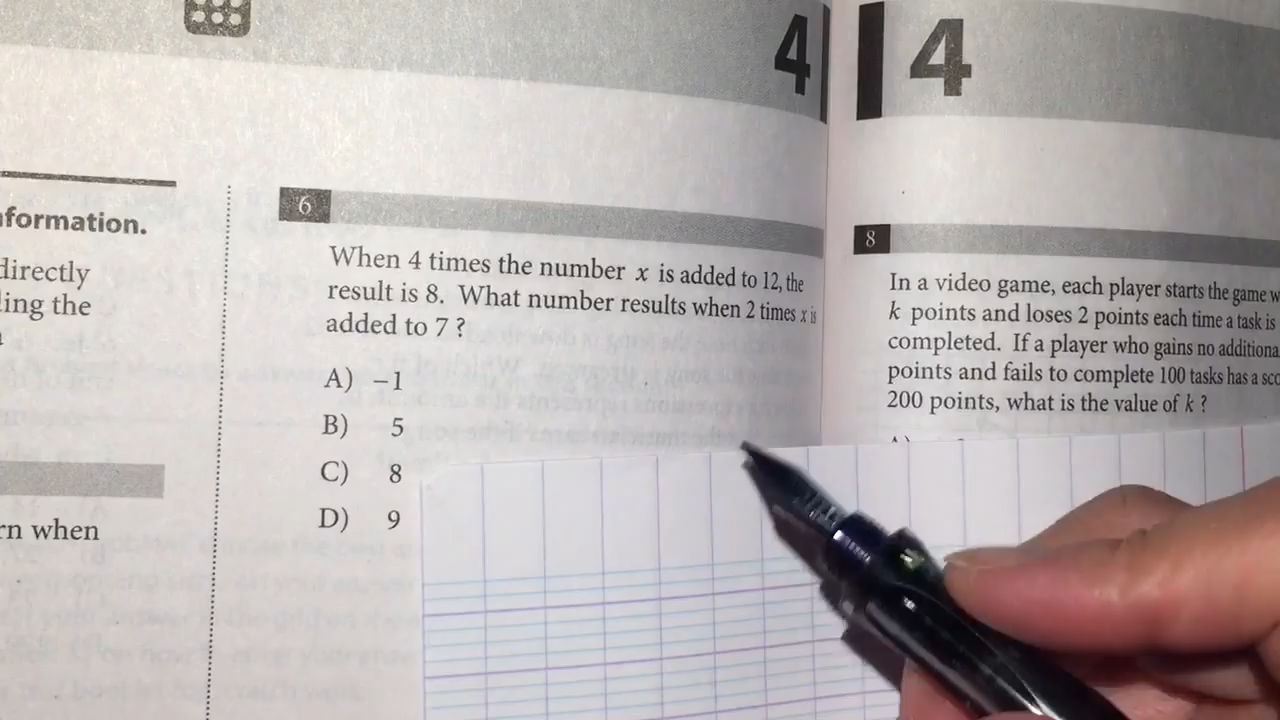 4
4
formation.
directly
ling the
rn when
6
When 4 times the number x is added to 12, the
result is 8. What number results when 2 times x is
added to 7 ?
A) −1
B) 5
C) 8
D) 9
8
In a video game, each player starts the game w
k points and loses 2 points each time a task is
completed. If a player who gains no additiona
points and fails to complete 100 tasks has a sco
200 points, what is the value of k ?